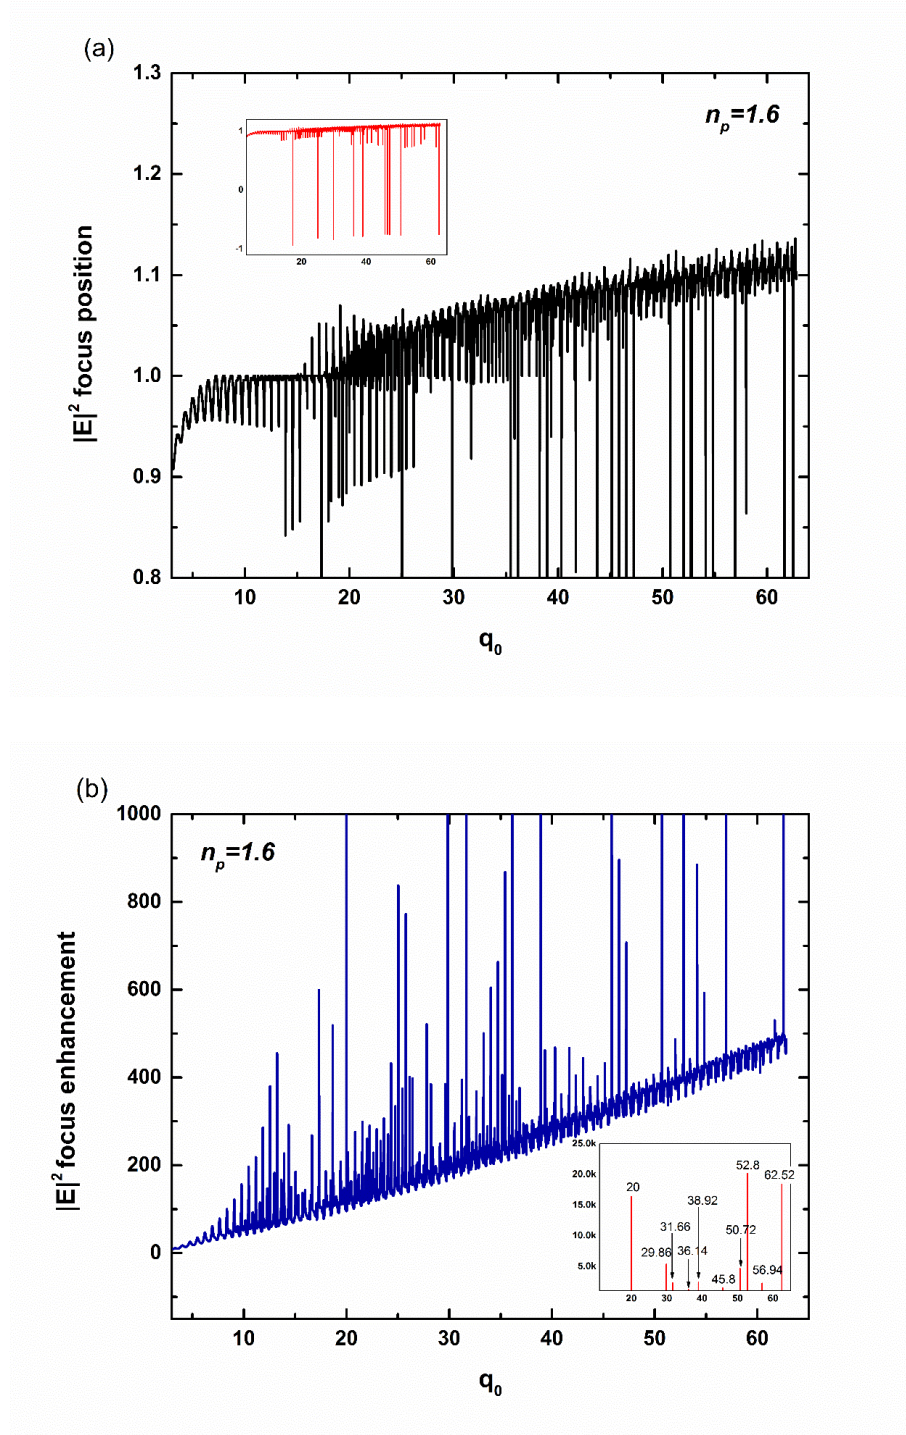 (a)
1.3
1.2
1.1
1.0
0.9
0.8
|E|² focus position
n_p=1.6
1
0
-1
20 40 60
10 20 30 40 50 60
q₀
(b)
1000
800
600
400
200
0
|E|² focus enhancement
n_p=1.6
25.0k
20.0k
15.0k
10.0k
5.0k
20
29.86
31.66
36.14
38.92
45.8
50.72
52.8
56.94
62.52
20 30 40 50 60
10 20 30 40 50 60
q₀